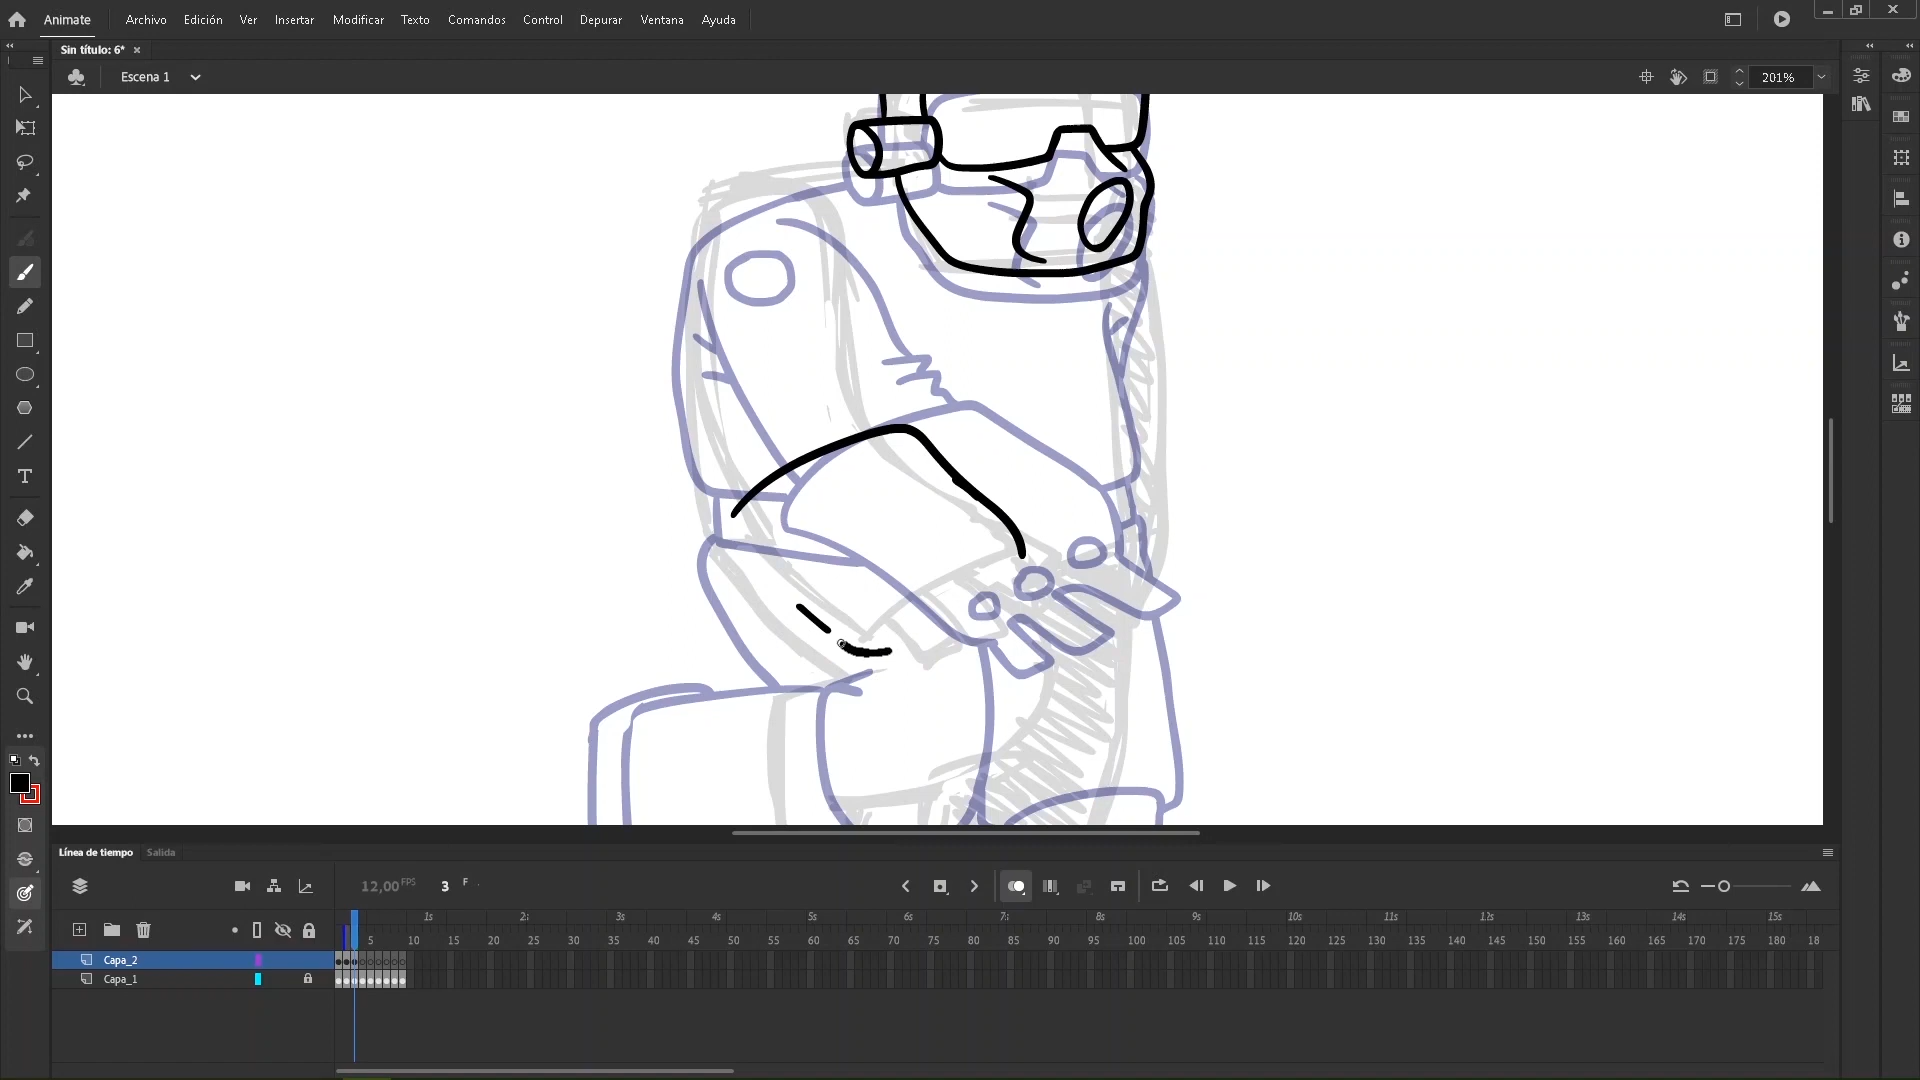 Animate Archivo Edición Ver Insertar Modificar Texto Comandos Control Depurar Ventana Ayuda
Sin título: 6*
Escena 1
201%
Línea de tiempo Salida
12,00 FPS 3 F
1s 2s 3s 4s 5s 6s 7s 8s 9s 10s 11s 12s 13s 14s 15s
5 10 15 20 25 30 35 40 45 50 55 60 65 70 75 80 85 90 95 100 105 110 115 120 125 130 135 140 145 150 155 160 165 170 175 180 18
Capa_2
Capa_1